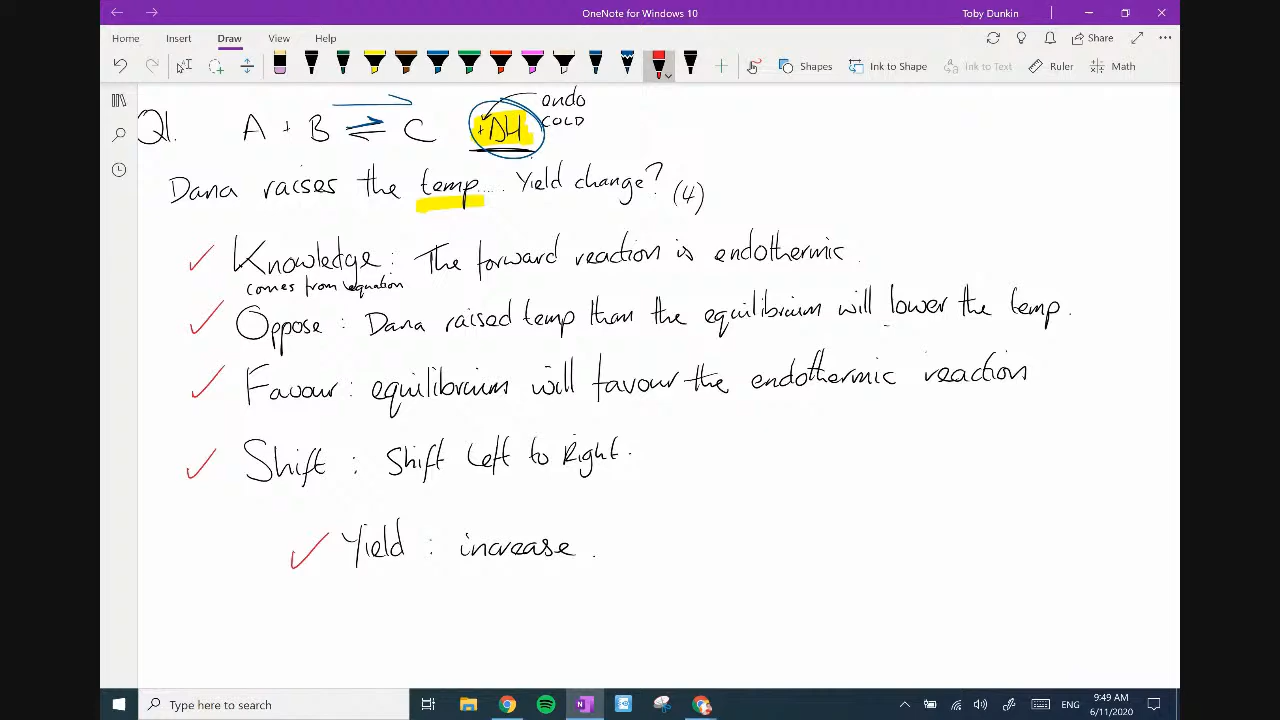 OneNote for Windows 10
Toby Dunkin
Home Insert Draw View Help
Share
Shapes Ink to Shape Ink to Text Ruler Math
endo
Q1. A + B ⇌ C +ΔH COLD
Dana raises the temp..... Yield change? (4)
Knowledge : The forward reaction is endothermic.
comes from equation
Oppose : Dana raised temp than the equilibrium will lower the temp.
Favour : equilibrium will favour the endothermic reaction
Shift : Shift Left to Right.
Yield : increase.
Type here to search
ENG
9:49 AM
6/11/2020